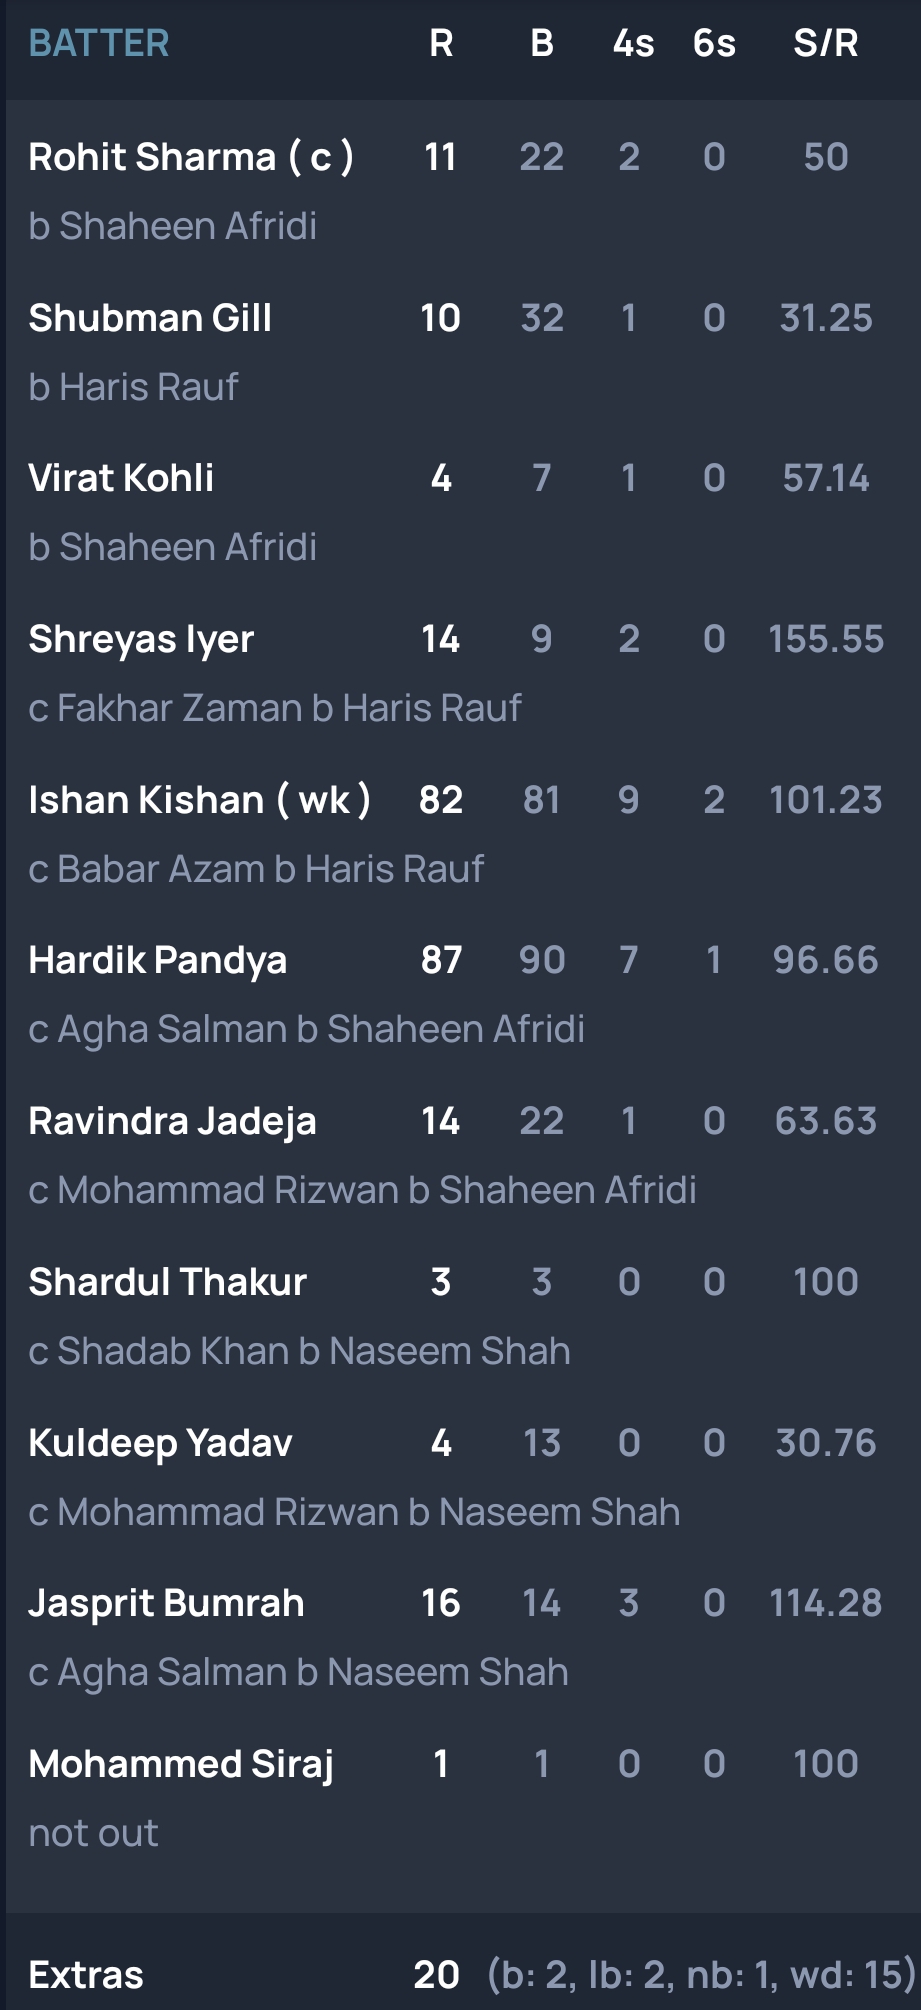 BATTER R B 4s 6s S/R
Rohit Sharma ( c ) 11 22 2 0 50
b Shaheen Afridi
Shubman Gill 10 32 1 0 31.25
b Haris Rauf
Virat Kohli 4 7 1 0 57.14
b Shaheen Afridi
Shreyas Iyer 14 9 2 0 155.55
c Fakhar Zaman b Haris Rauf
Ishan Kishan ( wk ) 82 81 9 2 101.23
c Babar Azam b Haris Rauf
Hardik Pandya 87 90 7 1 96.66
c Agha Salman b Shaheen Afridi
Ravindra Jadeja 14 22 1 0 63.63
c Mohammad Rizwan b Shaheen Afridi
Shardul Thakur 3 3 0 0 100
c Shadab Khan b Naseem Shah
Kuldeep Yadav 4 13 0 0 30.76
c Mohammad Rizwan b Naseem Shah
Jasprit Bumrah 16 14 3 0 114.28
c Agha Salman b Naseem Shah
Mohammed Siraj 1 1 0 0 100
not out
Extras 20 (b: 2, lb: 2, nb: 1, wd: 15)